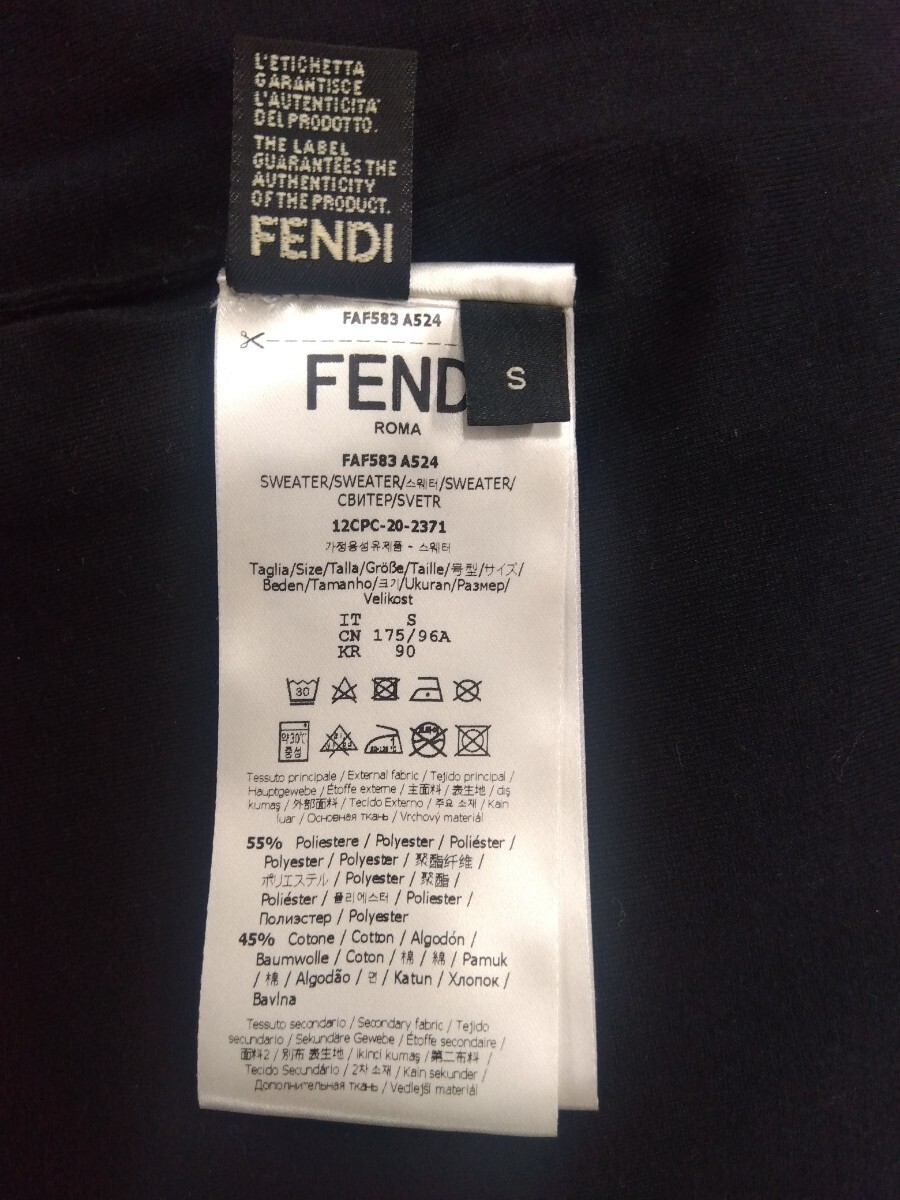 L'ETICHETTA
GARANTISCE
L'AUTENTICITA'
DEL PRODOTTO.
THE LABEL
GUARANTEES THE
AUTHENTICITY
OF THE PRODUCT.
FENDI
FAF583 A524
FEND
S
ROMA
FAF583 A524
SWEATER/SWEATER/스웨터/SWEATER/
СВИТЕР/SVETR
12CPC-20-2371
가정용섬유제품 - 스웨터
Taglia/Size/Talla/Größe/Taille/号型/サイズ/
Beden/Tamanho/크기/Ukuran/Размер/
Velikost
IT S
CN 175/96A
KR 90
30
약30℃
중성
Tessuto principale / External fabric / Tejido principal /
Hauptgewebe / Étoffe externe / 主面料 / 表生地 / dış
kumaş / 外部面料 / Tecido Externo / 주요 소재 / Kain
luar / Основная ткань / Vrchový materiál
55% Poliestere / Polyester / Poliéster /
Polyester / Polyester / 聚酯纤维 /
ポリエステル / Polyester / 聚酯 /
Poliéster / 폴리에스터 / Poliester /
Полиэстер / Polyester
45% Cotone / Cotton / Algodón /
Baumwolle / Coton / 棉 / 綿 / Pamuk
/ 棉 / Algodão / 면 / Katun / Хлопок /
Bavlna
Tessuto secondario / Secondary fabric / Tejido
secundario / Sekundäre Gewebe / Étoffe secondaire /
面料2 / 別布 表生地 / ikinci kumaş / 第二布料 /
Tecido Secundário / 2차 소재 / Kain sekunder /
Дополнительная ткань / Vedlejší materiál